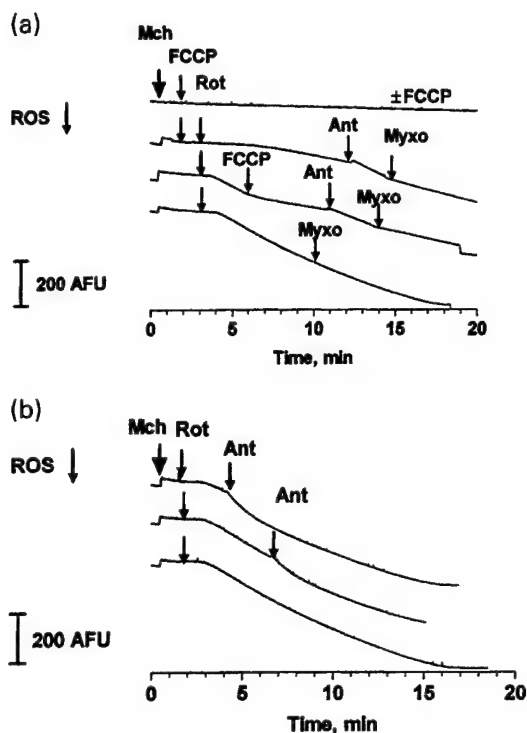 (a)
Mch
FCCP
Rot
±FCCP
ROS
Ant
Myxo
FCCP
Ant
Myxo
Myxo
200 AFU
0 5 10 15 20
Time, min
(b)
Mch Rot
Ant
ROS
Ant
200 AFU
0 5 10 15 20
Time, min